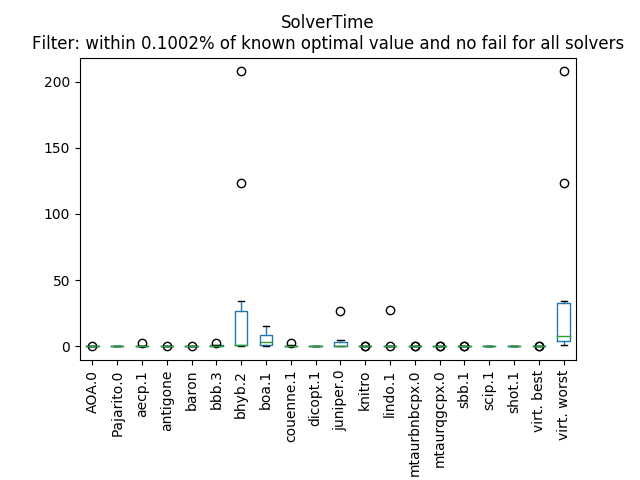 SolverTime
Filter: within 0.1002% of known optimal value and no fail for all solvers
200
150
100
50
0
AOA.0
Pajarito.0
aecp.1
antigone
baron
bbb.3
bhyb.2
boa.1
couenne.1
dicopt.1
juniper.0
knitro
lindo.1
mtaurbnbcpx.0
mtaurqgcpx.0
sbb.1
scip.1
shot.1
virt. best
virt. worst